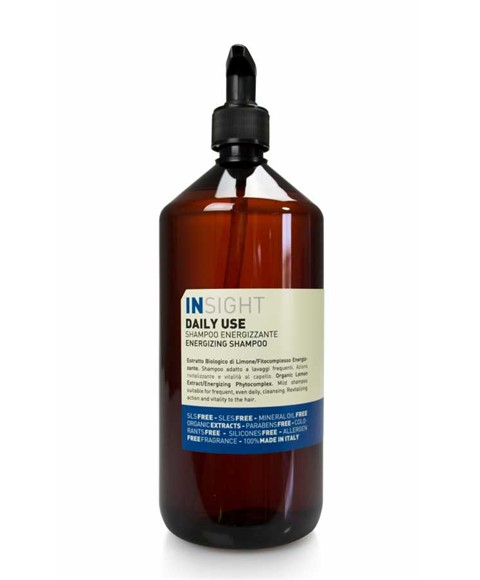 INSIGHT
DAILY USE
SHAMPOO ENERGIZZANTE
ENERGIZING SHAMPOO
Estratto Biologico di Limone/Fitocomplesso Energiz-
zante. Shampoo adatto a lavaggi frequenti. Azione
rivitalizzante e vitalità al capello. Organic Lemon
Extract/Energizing Phytocomplex. Mild shampoo
suitable for frequent, even daily, cleansing. Revitalizing
action and vitality to the hair.
SLSFREE - SLES FREE - MINERAL OIL FREE
ORGANIC EXTRACTS - PARABENS FREE - COLO-
RANTS FREE - SILICONES FREE - ALLERGEN
FREE FRAGRANCE - 100% MADE IN ITALY